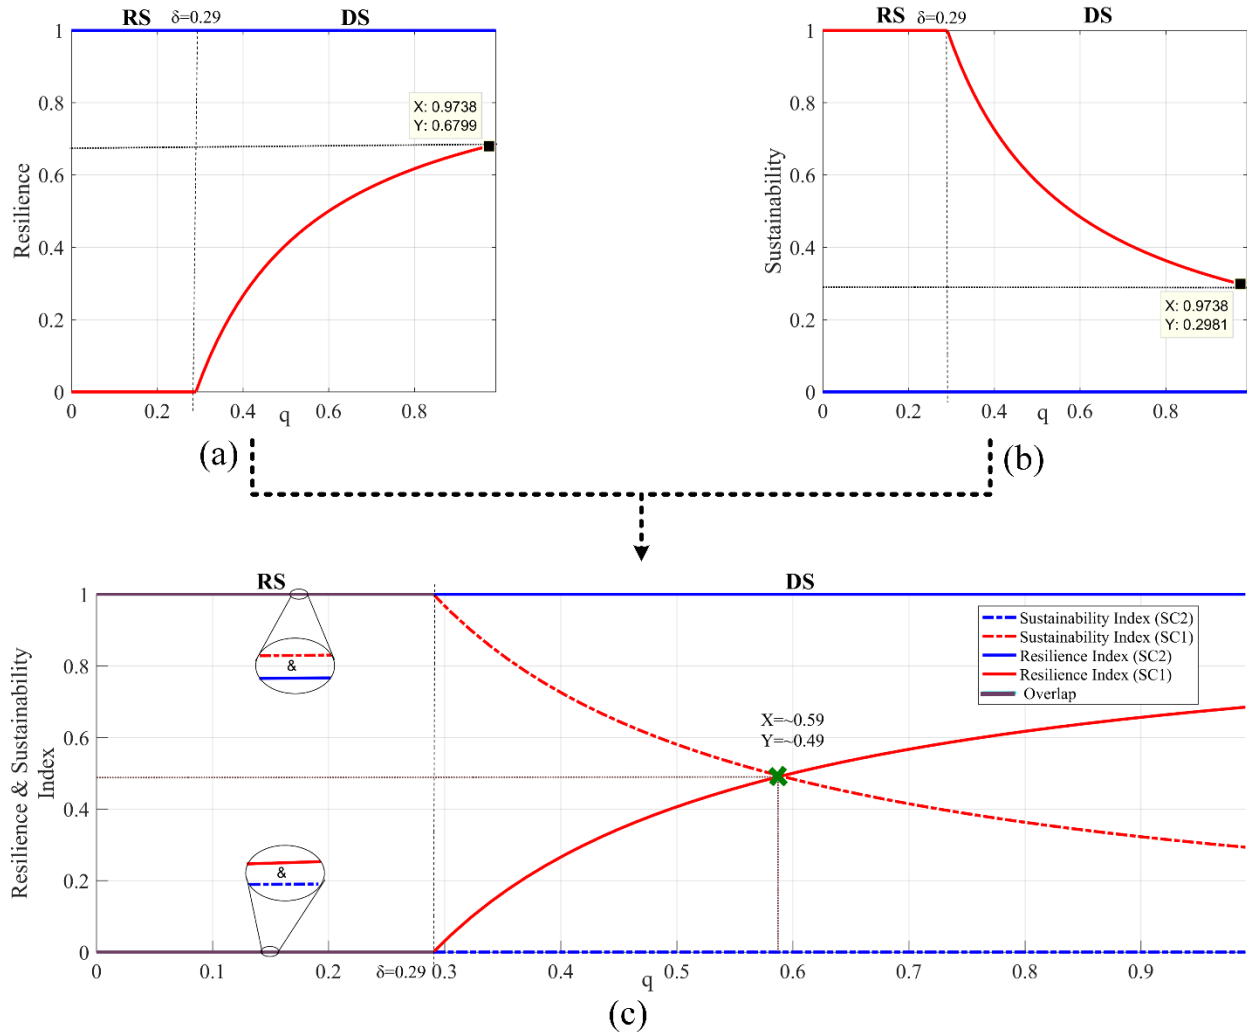 RS δ=0.29 DS
1
0.8
0.6
0.4
0.2
0
Resilience
X: 0.9738
Y: 0.6799
0 0.2 0.4 0.6 0.8
q
(a)
RS δ=0.29 DS
1
0.8
0.6
0.4
0.2
0
Sustainability
X: 0.9738
Y: 0.2981
0 0.2 0.4 0.6 0.8
q
(b)
RS DS
1
0.8
0.6
0.4
0.2
0
Resilience & Sustainability
Index
&
&
Sustainability Index (SC2)
Sustainability Index (SC1)
Resilience Index (SC2)
Resilience Index (SC1)
Overlap
X=~0.59
Y=~0.49
0 0.1 0.2 δ=0.29 0.3 0.4 0.5 0.6 0.7 0.8 0.9
q
(c)